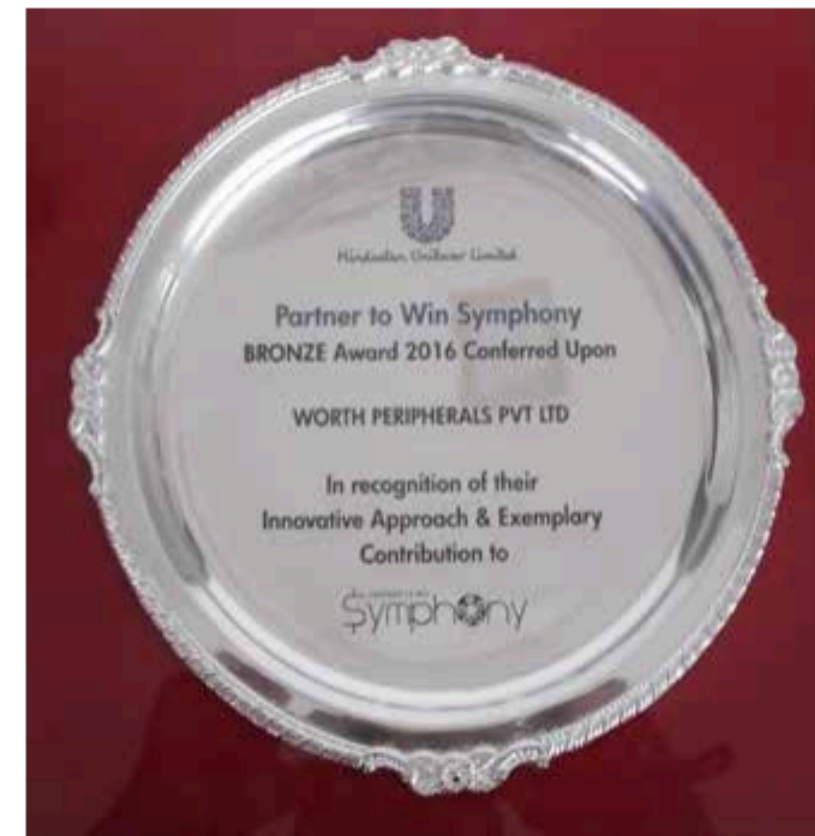 Hindustan Unilever Limited
Partner to Win Symphony
BRONZE Award 2016 Conferred Upon
WORTH PERIPHERALS PVT LTD
In recognition of their
Innovative Approach & Exemplary
Contribution to
Symphony